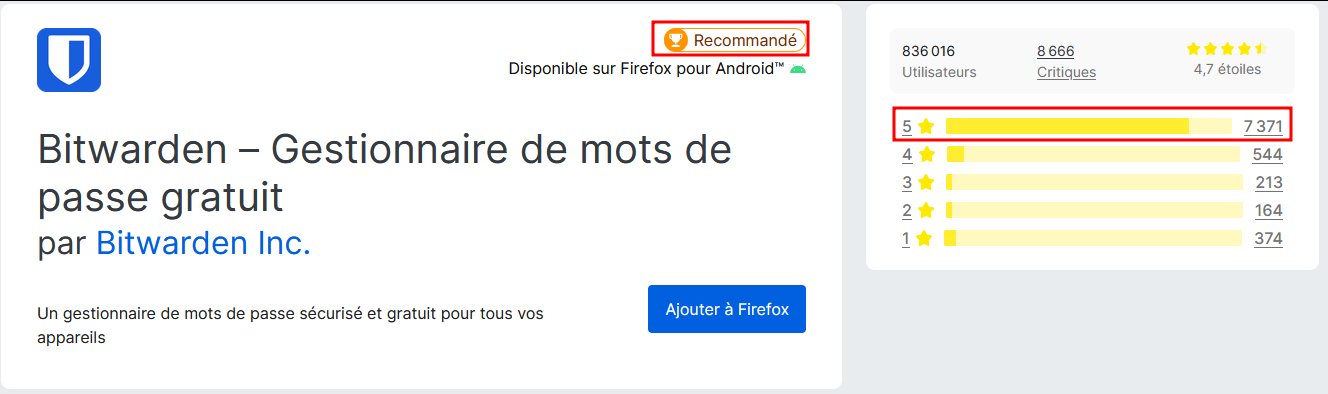 Recommandé
Disponible sur Firefox pour Android™
Bitwarden – Gestionnaire de mots de
passe gratuit
par Bitwarden Inc.
Un gestionnaire de mots de passe sécurisé et gratuit pour tous vos
appareils
Ajouter à Firefox
836 016
Utilisateurs
8 666
Critiques
4,7 étoiles
5 7 371
4 544
3 213
2 164
1 374